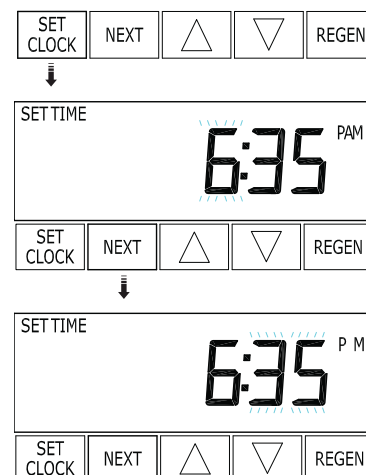 SET CLOCK NEXT REGEN
SET TIME
6:35 PAM
SET CLOCK NEXT REGEN
SET TIME
6:35 P M
SET CLOCK NEXT REGEN